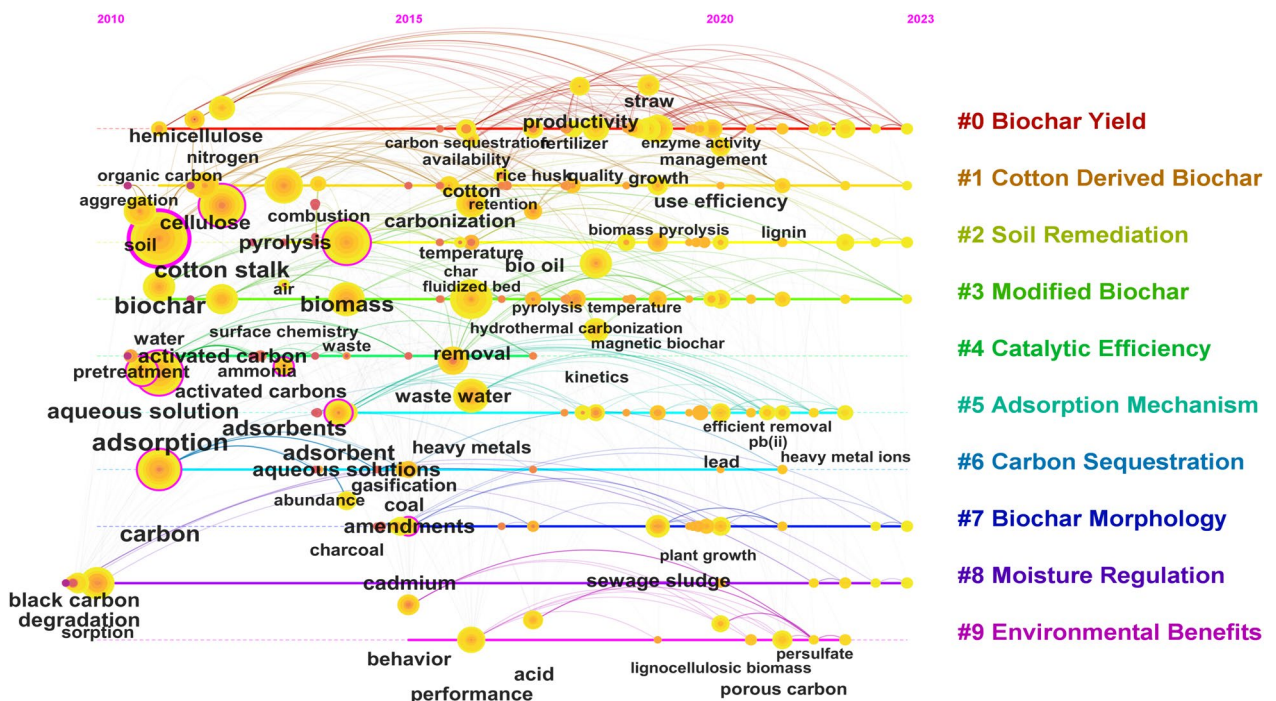 2010
2015
2020
2023
straw
productivity
hemicellulose
carbon sequestration
fertilizer
enzyme activity
#0 Biochar Yield
nitrogen
availability
management
organic carbon
rice husk
quality
growth
#1 Cotton Derived Biochar
aggregation
cotton
retention
use efficiency
cellulose
combustion
carbonization
biomass pyrolysis
lignin
#2 Soil Remediation
soil
pyrolysis
temperature
cotton stalk
char
bio oil
air
fluidized bed
#3 Modified Biochar
biochar
biomass
pyrolysis temperature
surface chemistry
hydrothermal carbonization
water
waste
magnetic biochar
activated carbon
removal
#4 Catalytic Efficiency
pretreatment
ammonia
kinetics
activated carbons
waste water
aqueous solution
#5 Adsorption Mechanism
adsorbents
efficient removal
adsorption
pb(ii)
heavy metals
adsorbent
heavy metal ions
aqueous solutions
lead
#6 Carbon Sequestration
gasification
abundance
coal
carbon
amendments
#7 Biochar Morphology
charcoal
plant growth
cadmium
sewage sludge
#8 Moisture Regulation
black carbon
degradation
sorption
#9 Environmental Benefits
behavior
persulfate
acid
lignocellulosic biomass
performance
porous carbon